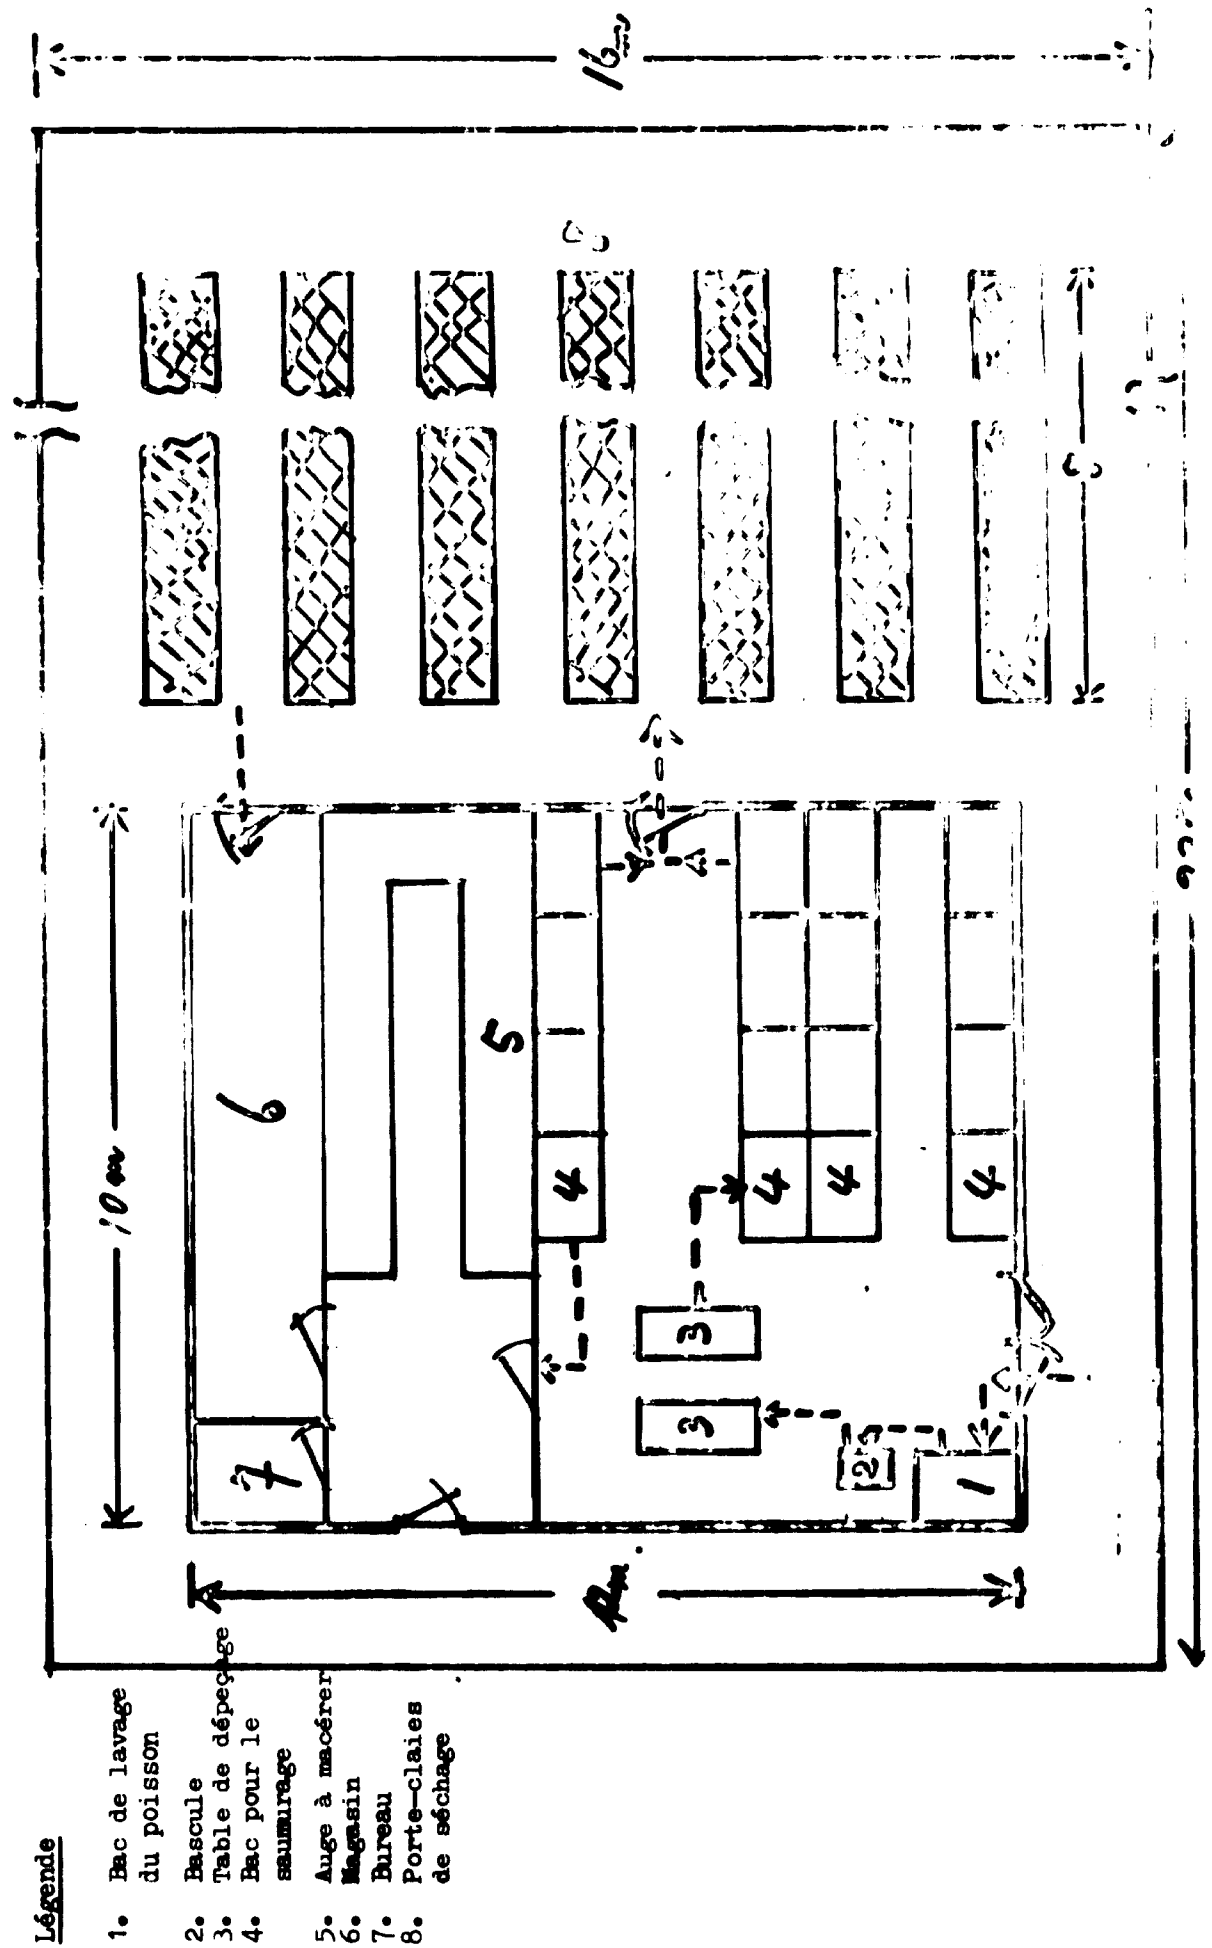 Légende
1. Bac de lavage
du poisson
2. Bascule
3. Table de dépeçage
4. Bac pour le
saumurage
5. Auge à macérer
6. Magasin
7. Bureau
8. Porte-claies
de séchage
10 m
16 m
6
7
5
4
4
4
4
3
3
2
1
8